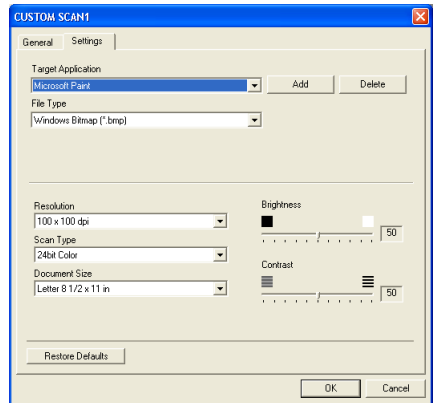 CUSTOM SCAN1
General Settings
Target Application
Microsoft Paint Add Delete
File Type
Windows Bitmap (*.bmp)
Resolution
100 x 100 dpi
Scan Type
24bit Color
Document Size
Letter 8 1/2 x 11 in
Brightness
50
Contrast
50
Restore Defaults
OK Cancel